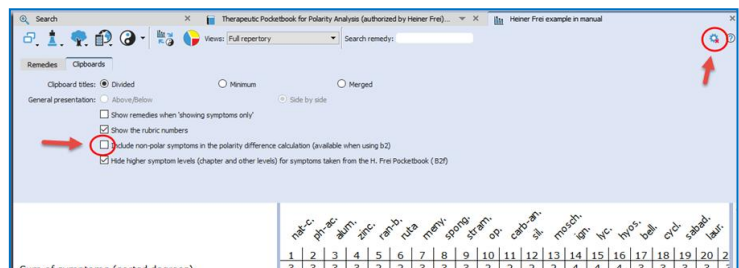 Search
Therapeutic Pocketbook for Polarity Analysis (authorized by Heiner Frei)...
Heiner Frei example in manual
Views: Full repertory
Search remedy:
Remedies Clipboards
Clipboard titles: Divided Minimum Merged
General presentation: Above/Below Side by side
Show remedies when 'showing symptoms only'
Show the rubric numbers
Include non-polar symptoms in the polarity difference calculation (available when using b2)
Hide higher symptom levels (chapter and other levels) for symptoms taken from the H. Frei Pocketbook (B2f)
nat-c. ph-ac. alum. zinc. ran-b. ruta meny. spong. stram. op. carb-an. sil. mosch. ign. lyc. hyos. bell. cycl. sabad. laur.
1 2 3 4 5 6 7 8 9 10 11 12 13 14 15 16 17 18 19 20